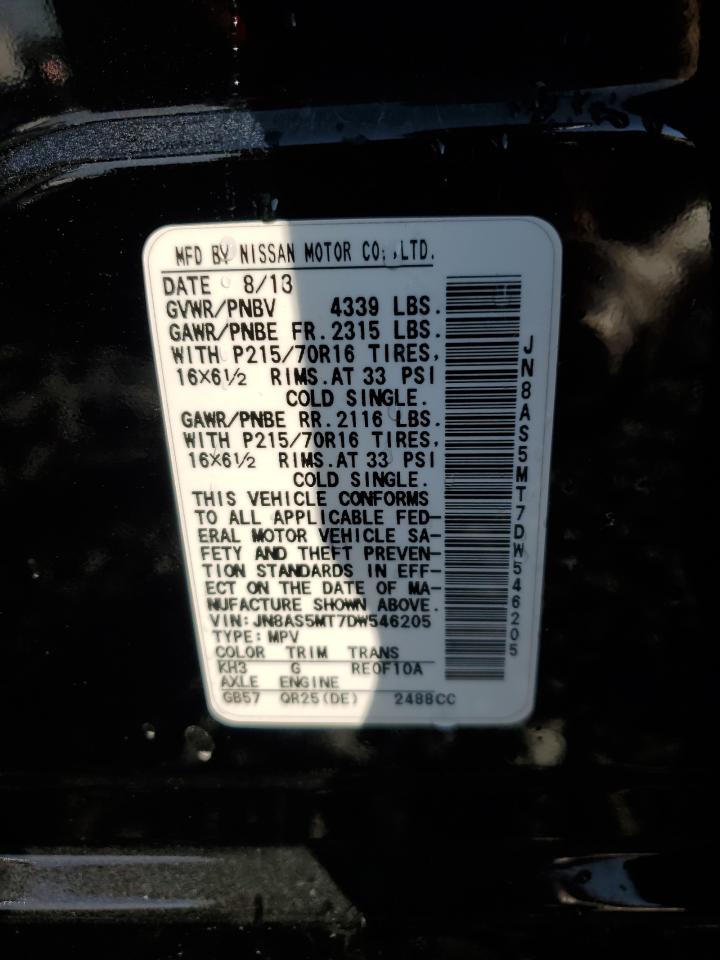 MFD BY NISSAN MOTOR CO.,LTD.
DATE 8/13
GVWR/PNBV 4339 LBS.
GAWR/PNBE FR.2315 LBS.
WITH P215/70R16 TIRES,
16X6½ RIMS.AT 33 PSI
COLD SINGLE.
GAWR/PNBE RR.2116 LBS.
WITH P215/70R16 TIRES,
16X6½ RIMS.AT 33 PSI
COLD SINGLE.
THIS VEHICLE CONFORMS
TO ALL APPLICABLE FED-
ERAL MOTOR VEHICLE SA-
FETY AND THEFT PREVEN-
TION STANDARDS IN EFF-
ECT ON THE DATE OF MA-
NUFACTURE SHOWN ABOVE.
VIN:JN8AS5MT7DW546205
TYPE:MPV
COLOR TRIM TRANS
KH3 G RE0F10A
AXLE ENGINE
GB57 QR25(DE) 2488CC
JN8AS5MT7DW546205